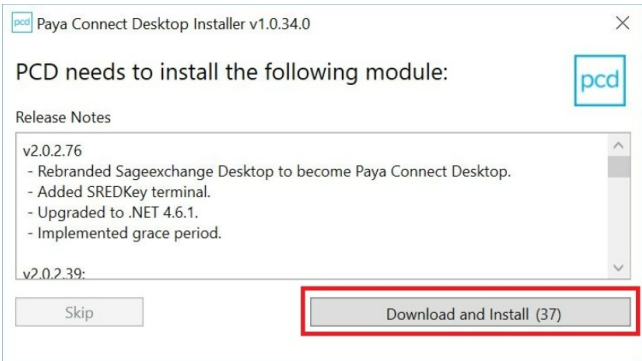 pcd Paya Connect Desktop Installer v1.0.34.0
PCD needs to install the following module:
pcd
Release Notes
v2.0.2.76
- Rebranded Sageexchange Desktop to become Paya Connect Desktop.
- Added SREDKey terminal.
- Upgraded to .NET 4.6.1.
- Implemented grace period.
v2.0.2.39:
Skip
Download and Install (37)